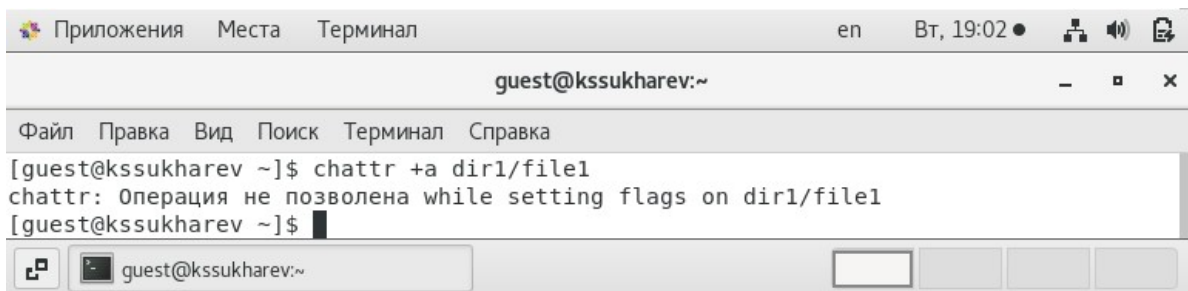 Приложения Места Терминал en Вт, 19:02
guest@kssukharev:~
Файл Правка Вид Поиск Терминал Справка
[guest@kssukharev ~]$ chattr +a dir1/file1
chattr: Операция не позволена while setting flags on dir1/file1
[guest@kssukharev ~]$
guest@kssukharev:~